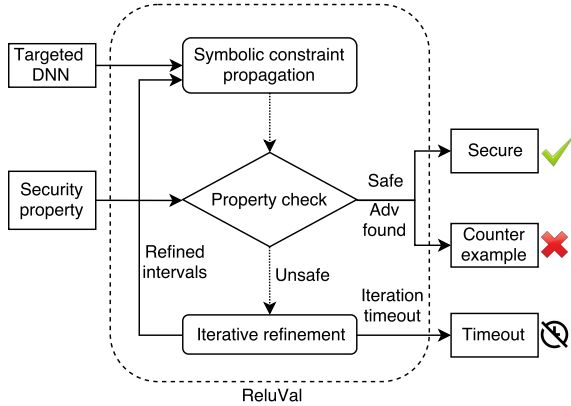 Targeted
DNN
Symbolic constraint
propagation
Security
property
Property check
Safe
Adv
found
Secure
Counter
example
Refined
intervals
Unsafe
Iterative refinement
Iteration
timeout
Timeout
ReluVal